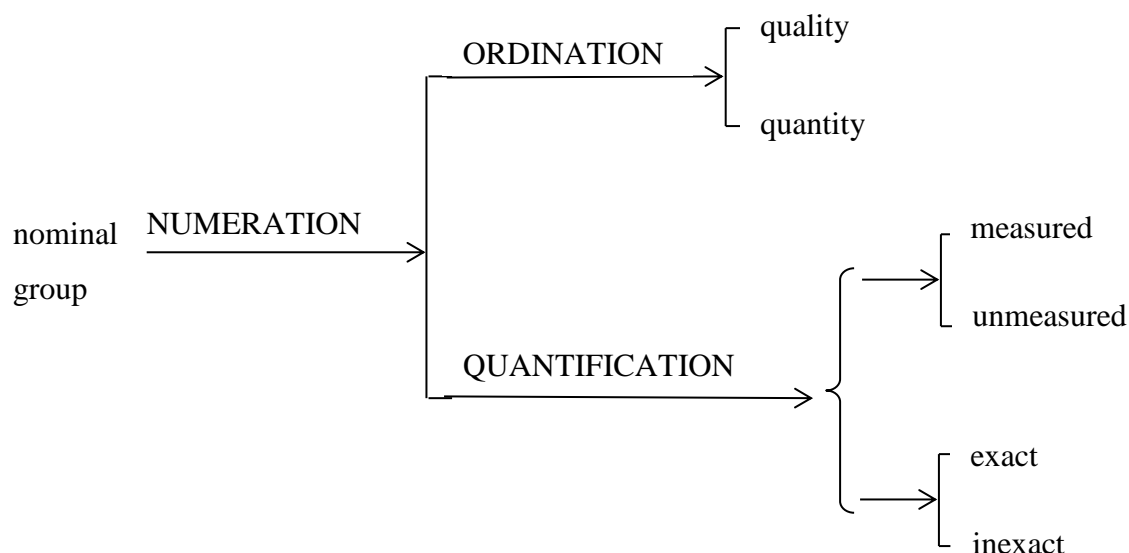 quality
ORDINATION
quantity
NUMERATION
nominal
group
measured
unmeasured
QUANTIFICATION
exact
inexact